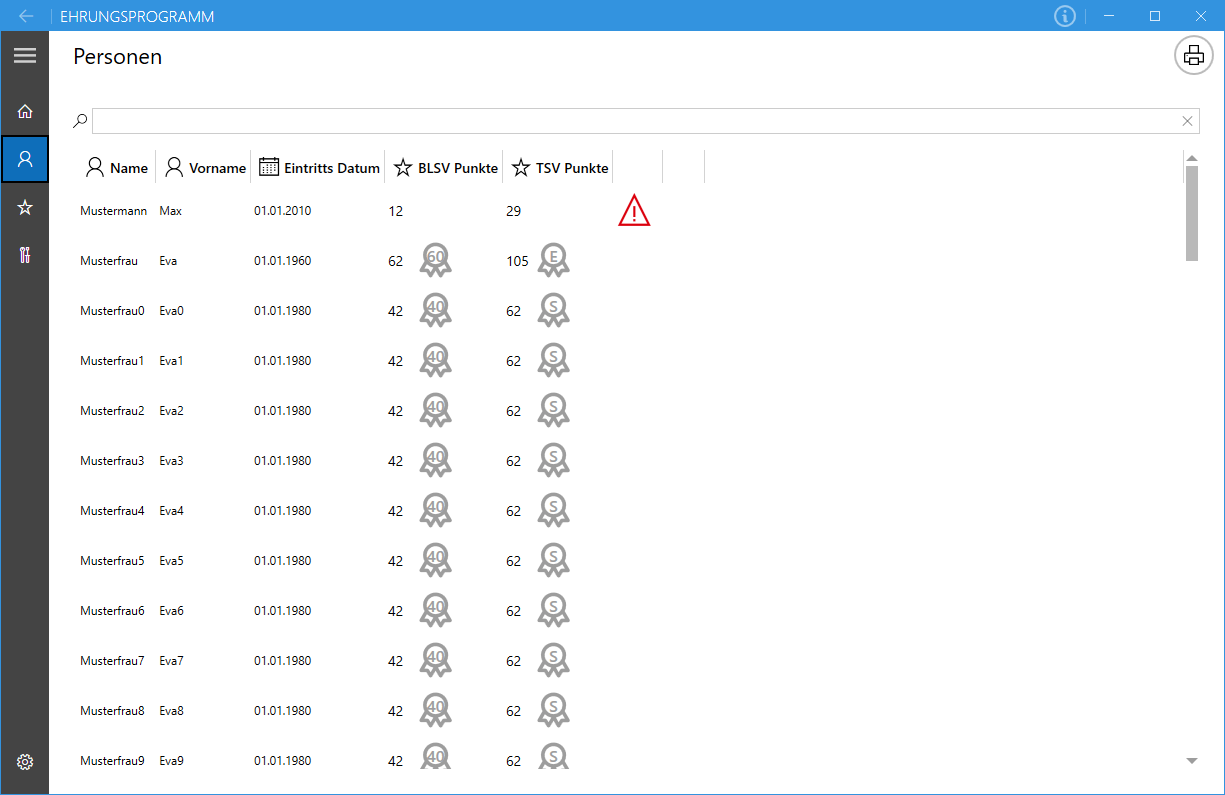 EHRUNGSPROGRAMM
Personen
Name Vorname Eintritts Datum BLSV Punkte TSV Punkte
Mustermann Max 01.01.2010 12 29
Musterfrau Eva 01.01.1960 62 60 105 E
Musterfrau0 Eva0 01.01.1980 42 40 62 S
Musterfrau1 Eva1 01.01.1980 42 40 62 S
Musterfrau2 Eva2 01.01.1980 42 40 62 S
Musterfrau3 Eva3 01.01.1980 42 40 62 S
Musterfrau4 Eva4 01.01.1980 42 40 62 S
Musterfrau5 Eva5 01.01.1980 42 40 62 S
Musterfrau6 Eva6 01.01.1980 42 40 62 S
Musterfrau7 Eva7 01.01.1980 42 40 62 S
Musterfrau8 Eva8 01.01.1980 42 40 62 S
Musterfrau9 Eva9 01.01.1980 42 40 62 S